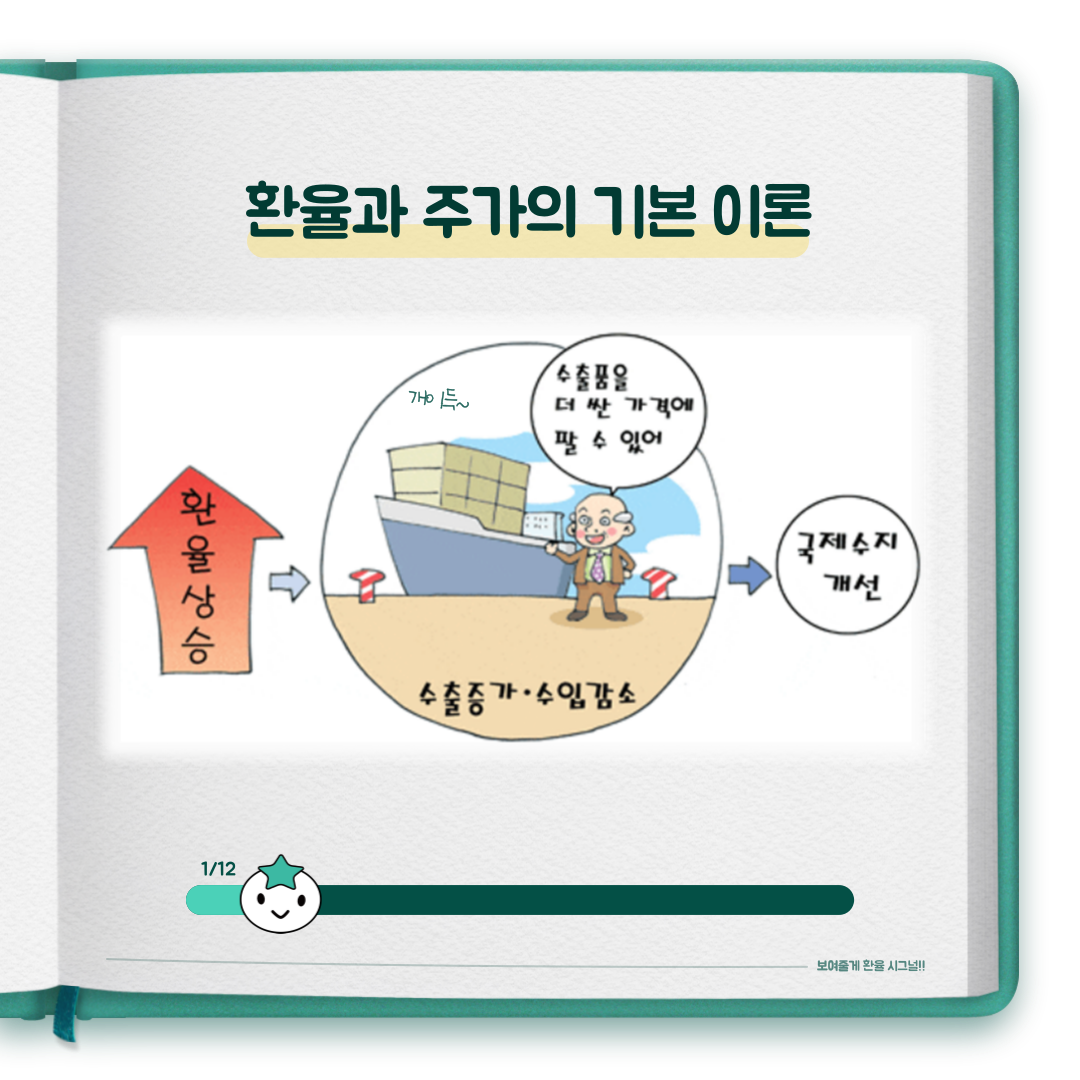 환율과 주가의 기본 이론
수출품을
더 싼 가격에
팔 수 있어
개이득~
환
율
상
승
국제수지
개선
수출증가·수입감소
1/12
보여줄게 환율 시그널!!